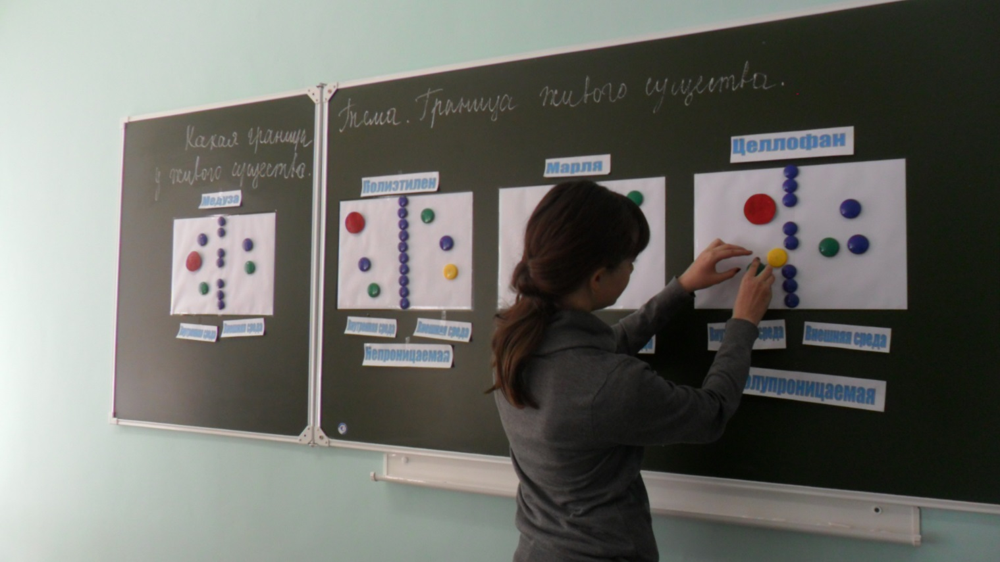 Какая граница
у живого существа.
Медуза
Внутренняя среда
Внешняя среда
Тема. Граница живого существа.
Полиэтилен
Внутренняя среда
Внешняя среда
Непроницаемая
Марля
Целлофан
Внешняя среда